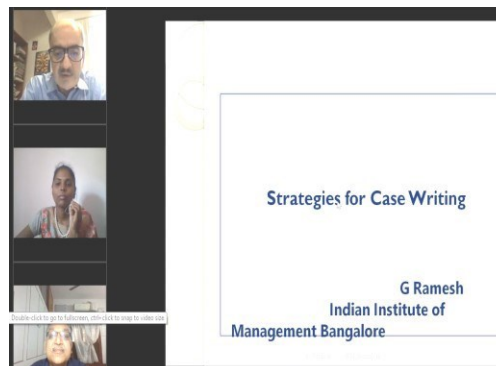 Strategies for Case Writing
G Ramesh
Indian Institute of
Management Bangalore
Double-click to go to fullscreen, ctrl+click to snap to video size